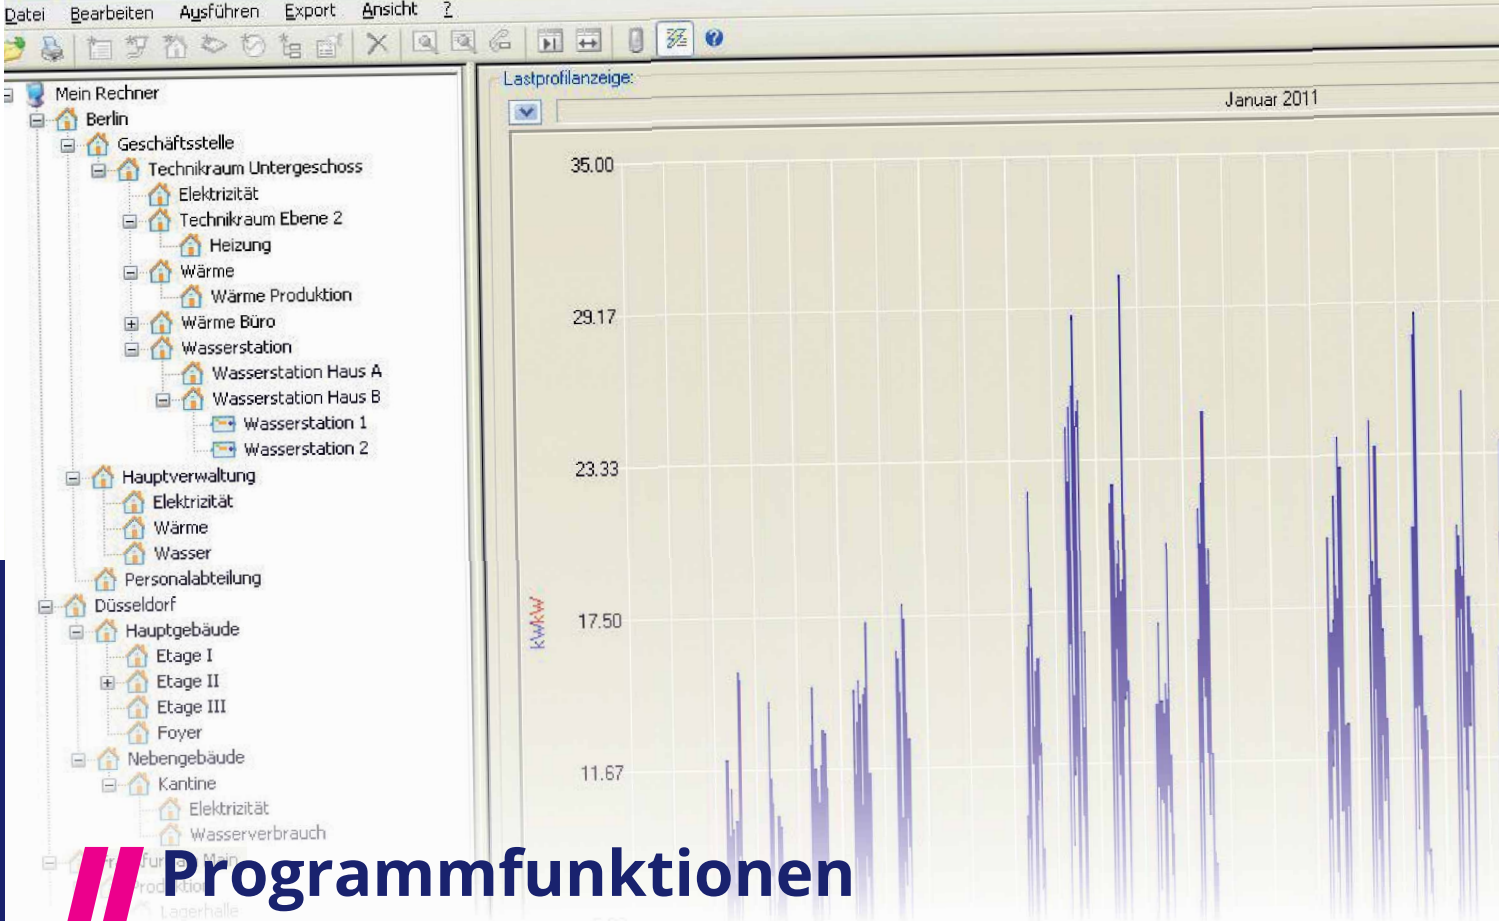 Datei Bearbeiten Ausführen Export Ansicht ?
Mein Rechner
Berlin
Geschäftsstelle
Technikraum Untergeschoss
Elektrizität
Technikraum Ebene 2
Heizung
Wärme
Wärme Produktion
Wärme Büro
Wasserstation
Wasserstation Haus A
Wasserstation Haus B
Wasserstation 1
Wasserstation 2
Hauptverwaltung
Elektrizität
Wärme
Wasser
Personalabteilung
Düsseldorf
Hauptgebäude
Etage I
Etage II
Etage III
Foyer
Nebengebäude
Kantine
Elektrizität
Wasserverbrauch
Main
Lagerhalle
Lastprofilanzeige:
Januar 2011
35.00
29.17
23.33
17.50
11.67
kWkW
Programmfunktionen